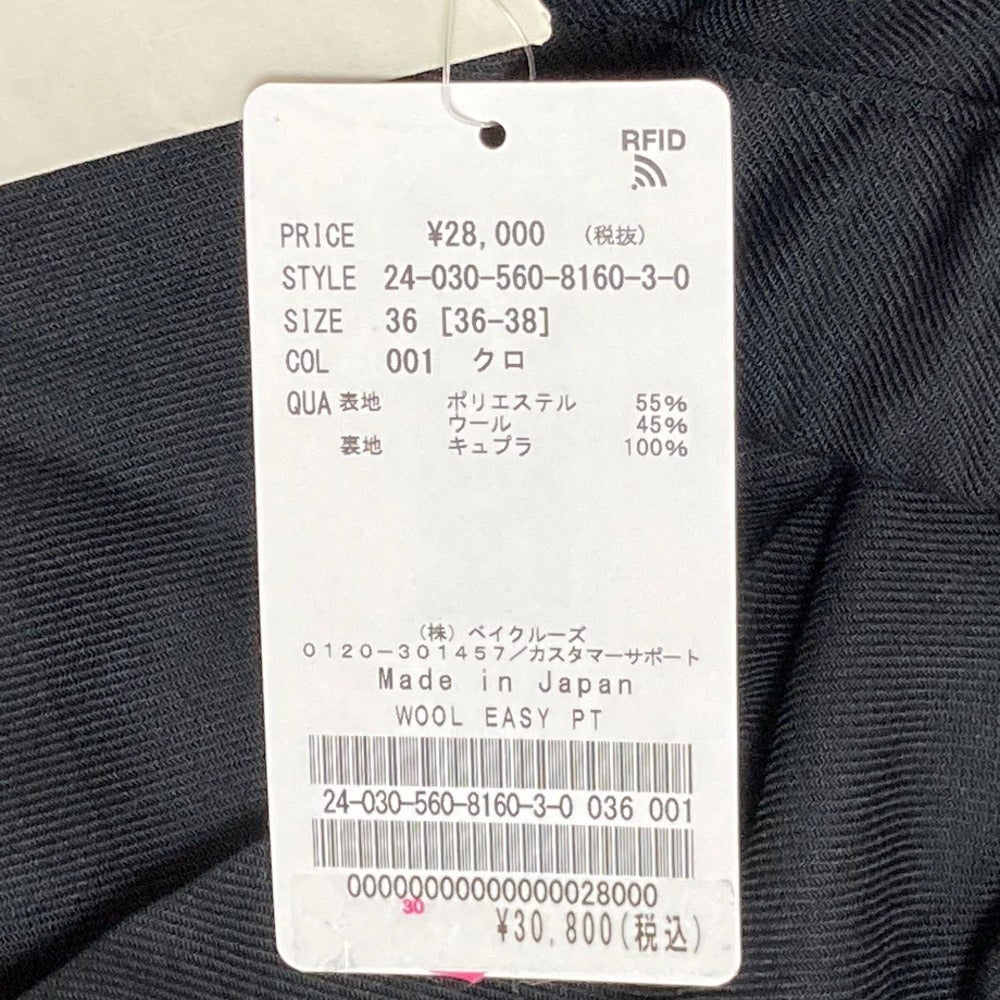 RFID
PRICE ¥28,000 (税抜)
STYLE 24-030-560-8160-3-0
SIZE 36 [36-38]
COL 001 クロ
QUA 表地 ポリエステル 55%
ウール 45%
裏地 キュプラ 100%
(株) ベイクルーズ
0120-301457/カスタマーサポート
Made in Japan
WOOL EASY PT
24-030-560-8160-3-0 036 001
00000000000000028000
30
¥30,800(税込)